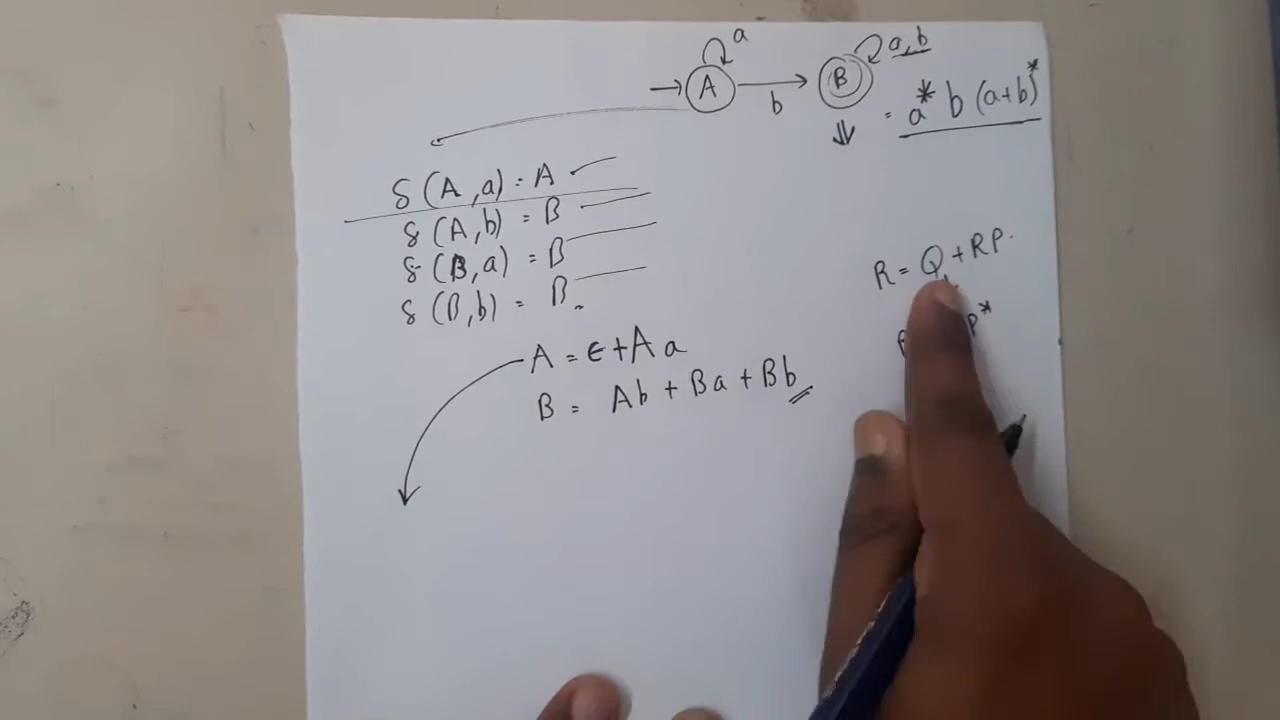 a
A
b
B
a, b
= a* b (a+b)*
δ (A, a) = A
δ (A, b) = B
δ (B, a) = B
δ (B, b) = B
R = Q + RP.
P*
A = ε + A a
B = Ab + Ba + Bb